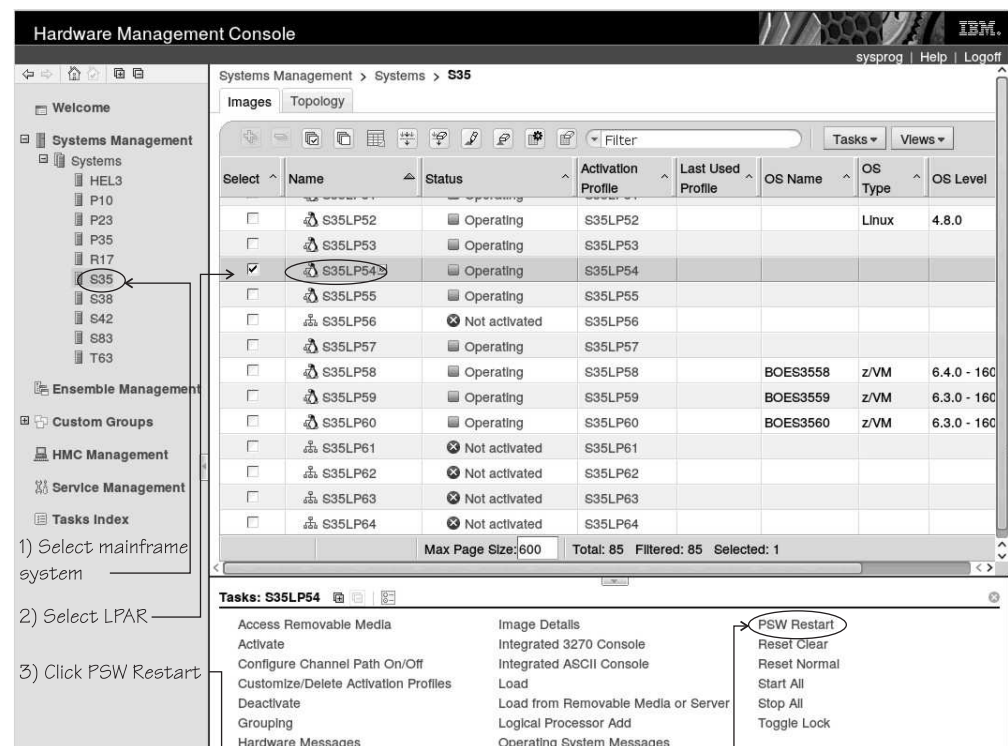 Hardware Management Console
IBM.
sysprog | Help | Logoff
Welcome
Systems Management
Systems
HEL3
P10
P23
P35
R17
S35
S38
S42
S83
T63
Ensemble Management
Custom Groups
HMC Management
Service Management
Tasks Index
1) Select mainframe
system
2) Select LPAR
3) Click PSW Restart
Systems Management > Systems > S35
Images Topology
Filter Tasks Views
Select Name Status Activation Profile Last Used Profile OS Name OS Type OS Level
S35LP52 Operating S35LP52 Linux 4.8.0
S35LP53 Operating S35LP53
S35LP54 Operating S35LP54
S35LP55 Operating S35LP55
S35LP56 Not activated S35LP56
S35LP57 Operating S35LP57
S35LP58 Operating S35LP58 BOES3558 z/VM 6.4.0 - 160
S35LP59 Operating S35LP59 BOES3559 z/VM 6.3.0 - 160
S35LP60 Operating S35LP60 BOES3560 z/VM 6.3.0 - 160
S35LP61 Not activated S35LP61
S35LP62 Not activated S35LP62
S35LP63 Not activated S35LP63
S35LP64 Not activated S35LP64
Max Page Size: 600 Total: 85 Filtered: 85 Selected: 1
Tasks: S35LP54
Access Removable Media
Activate
Configure Channel Path On/Off
Customize/Delete Activation Profiles
Deactivate
Grouping
Hardware Messages
Image Details
Integrated 3270 Console
Integrated ASCII Console
Load
Load from Removable Media or Server
Logical Processor Add
Operating System Messages
PSW Restart
Reset Clear
Reset Normal
Start All
Stop All
Toggle Lock